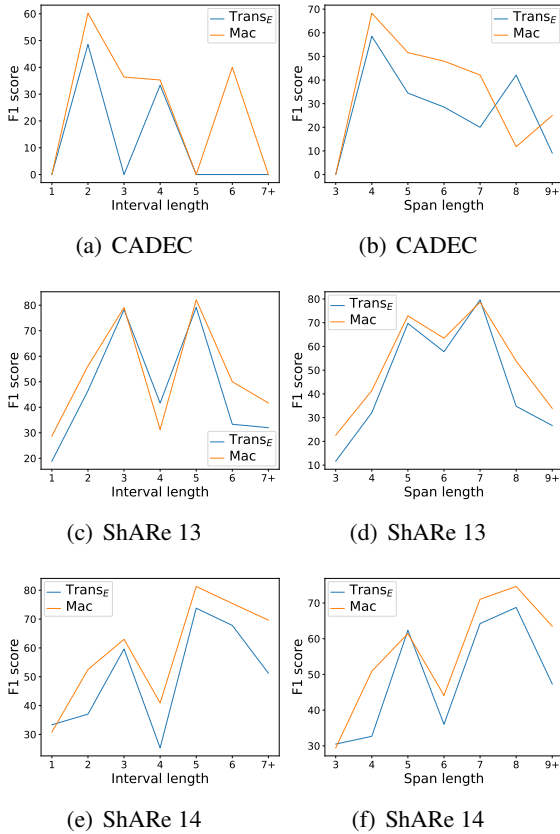 60
50
40
30
20
10
0
F1 score
Trans_E
Mac
1 2 3 4 5 6 7+
Interval length
(a) CADEC
70
60
50
40
30
20
10
0
F1 score
Trans_E
Mac
3 4 5 6 7 8 9+
Span length
(b) CADEC
80
70
60
50
40
30
20
F1 score
Trans_E
Mac
1 2 3 4 5 6 7+
Interval length
(c) ShARe 13
80
70
60
50
40
30
20
10
F1 score
Trans_E
Mac
3 4 5 6 7 8 9+
Span length
(d) ShARe 13
80
70
60
50
40
30
F1 score
Trans_E
Mac
1 2 3 4 5 6 7+
Interval length
(e) ShARe 14
70
60
50
40
30
F1 score
Trans_E
Mac
3 4 5 6 7 8 9+
Span length
(f) ShARe 14